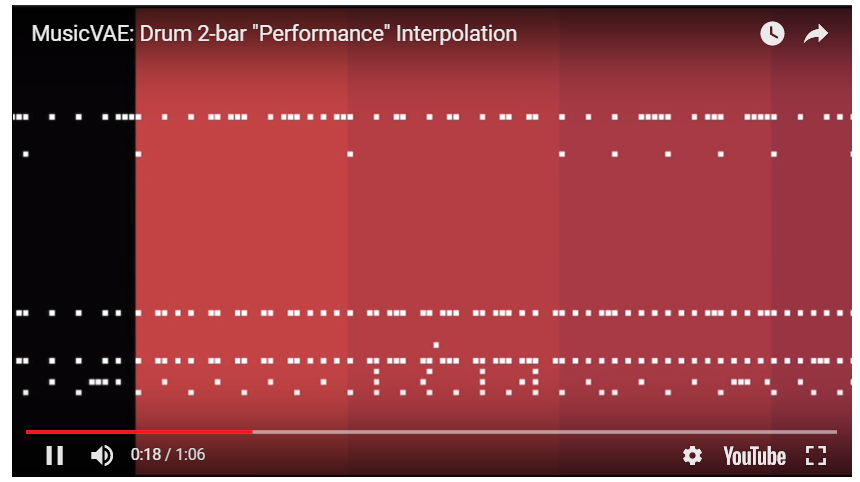 MusicVAE: Drum 2-bar "Performance" Interpolation
0:18 / 1:06
YouTube